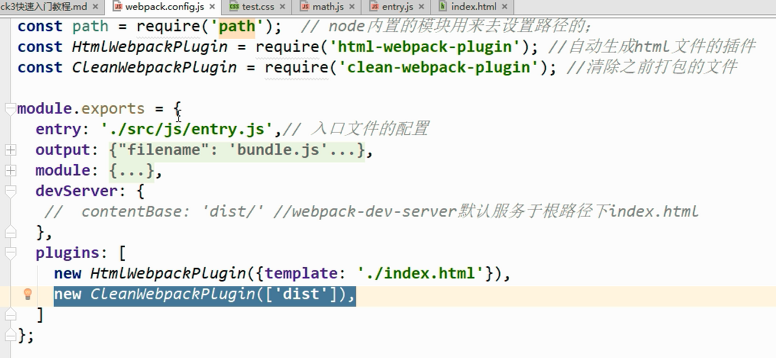 ck3快速入门教程.md × webpack.config.js × test.css × math.js × entry.js × index.html ×
const path = require('path');  // node内置的模块用来去设置路径的;
const HtmlWebpackPlugin = require('html-webpack-plugin'); //自动生成html文件的插件
const CleanWebpackPlugin = require('clean-webpack-plugin'); //清除之前打包的文件
module.exports = {
entry: './src/js/entry.js',// 入口文件的配置
output: {"filename": 'bundle.js'...},
module: {...},
devServer: {
//  contentBase: 'dist/' //webpack-dev-server默认服务于根路径下index.html
},
plugins: [
new HtmlWebpackPlugin({template: './index.html'}),
new CleanWebpackPlugin(['dist']),
]
};